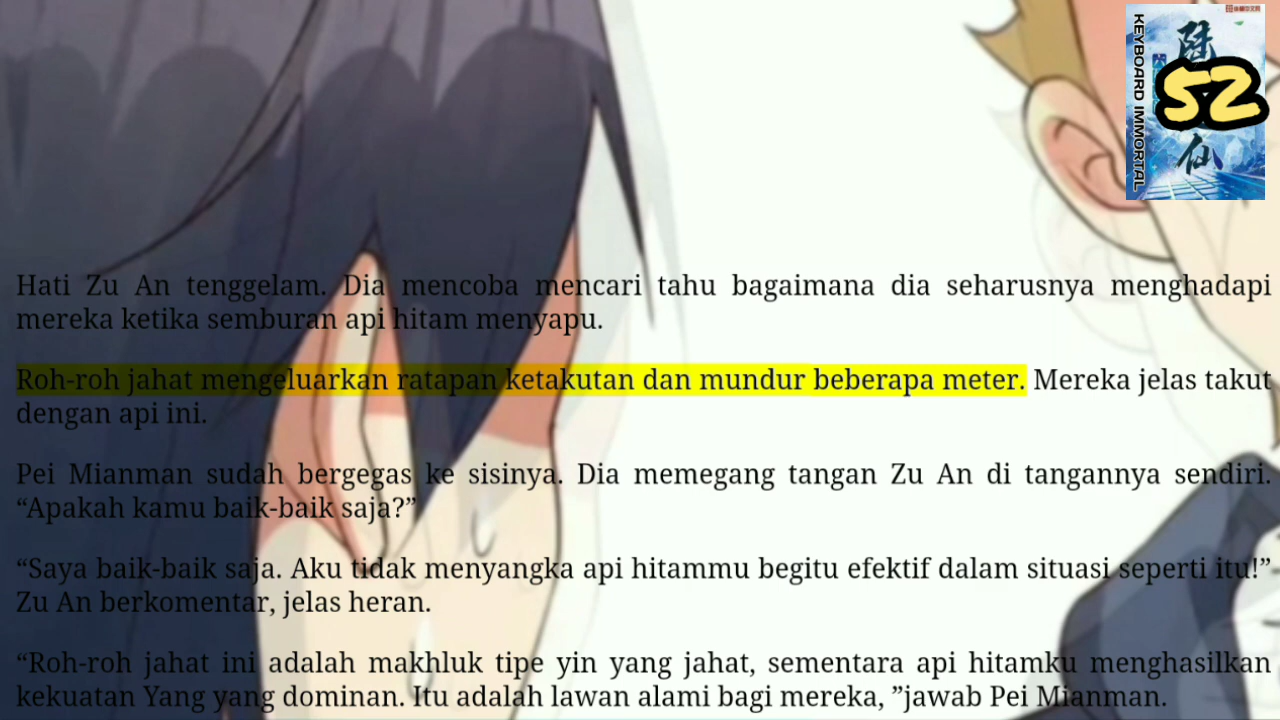 KEYBOARD IMMORTAL
52
Hati Zu An tenggelam. Dia mencoba mencari tahu bagaimana dia seharusnya menghadapi
mereka ketika semburan api hitam menyapu.
Roh-roh jahat mengeluarkan ratapan ketakutan dan mundur beberapa meter. Mereka jelas takut
dengan api ini.
Pei Mianman sudah bergegas ke sisinya. Dia memegang tangan Zu An di tangannya sendiri.
“Apakah kamu baik-baik saja?”
“Saya baik-baik saja. Aku tidak menyangka api hitammu begitu efektif dalam situasi seperti itu!”
Zu An berkomentar, jelas heran.
“Roh-roh jahat ini adalah makhluk tipe yin yang jahat, sementara api hitamku menghasilkan
kekuatan Yang yang dominan. Itu adalah lawan alami bagi mereka, ”jawab Pei Mianman.